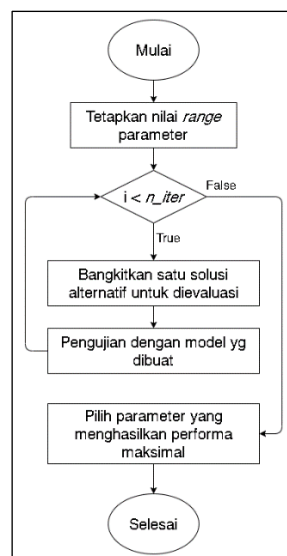 Mulai
Tetapkan nilai range
parameter
i < n_iter
False
True
Bangkitkan satu solusi
alternatif untuk dievaluasi
Pengujian dengan model yg
dibuat
Pilih parameter yang
menghasilkan performa
maksimal
Selesai